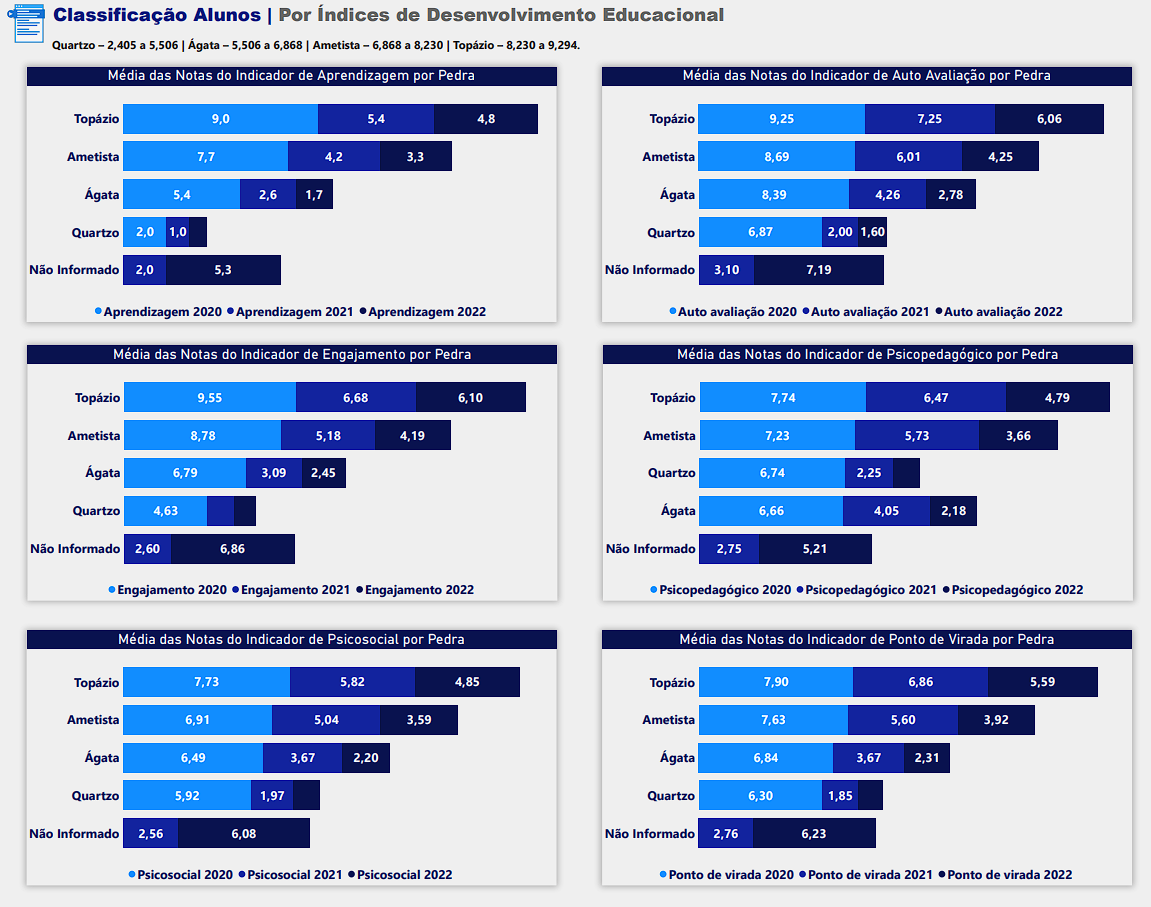 Classificação Alunos | Por Índices de Desenvolvimento Educacional
Quartzo – 2,405 a 5,506 | Ágata – 5,506 a 6,868 | Ametista – 6,868 a 8,230 | Topázio – 8,230 a 9,294.
Média das Notas do Indicador de Aprendizagem por Pedra
Topázio 9,0 5,4 4,8
Ametista 7,7 4,2 3,3
Ágata 5,4 2,6 1,7
Quartzo 2,0 1,0
Não Informado 2,0 5,3
Aprendizagem 2020 Aprendizagem 2021 Aprendizagem 2022
Média das Notas do Indicador de Auto Avaliação por Pedra
Topázio 9,25 7,25 6,06
Ametista 8,69 6,01 4,25
Ágata 8,39 4,26 2,78
Quartzo 6,87 2,00 1,60
Não Informado 3,10 7,19
Auto avaliação 2020 Auto avaliação 2021 Auto avaliação 2022
Média das Notas do Indicador de Engajamento por Pedra
Topázio 9,55 6,68 6,10
Ametista 8,78 5,18 4,19
Ágata 6,79 3,09 2,45
Quartzo 4,63
Não Informado 2,60 6,86
Engajamento 2020 Engajamento 2021 Engajamento 2022
Média das Notas do Indicador de Psicopedagógico por Pedra
Topázio 7,74 6,47 4,79
Ametista 7,23 5,73 3,66
Quartzo 6,74 2,25
Ágata 6,66 4,05 2,18
Não Informado 2,75 5,21
Psicopedagógico 2020 Psicopedagógico 2021 Psicopedagógico 2022
Média das Notas do Indicador de Psicosocial por Pedra
Topázio 7,73 5,82 4,85
Ametista 6,91 5,04 3,59
Ágata 6,49 3,67 2,20
Quartzo 5,92 1,97
Não Informado 2,56 6,08
Psicosocial 2020 Psicosocial 2021 Psicosocial 2022
Média das Notas do Indicador de Ponto de Virada por Pedra
Topázio 7,90 6,86 5,59
Ametista 7,63 5,60 3,92
Ágata 6,84 3,67 2,31
Quartzo 6,30 1,85
Não Informado 2,76 6,23
Ponto de virada 2020 Ponto de virada 2021 Ponto de virada 2022